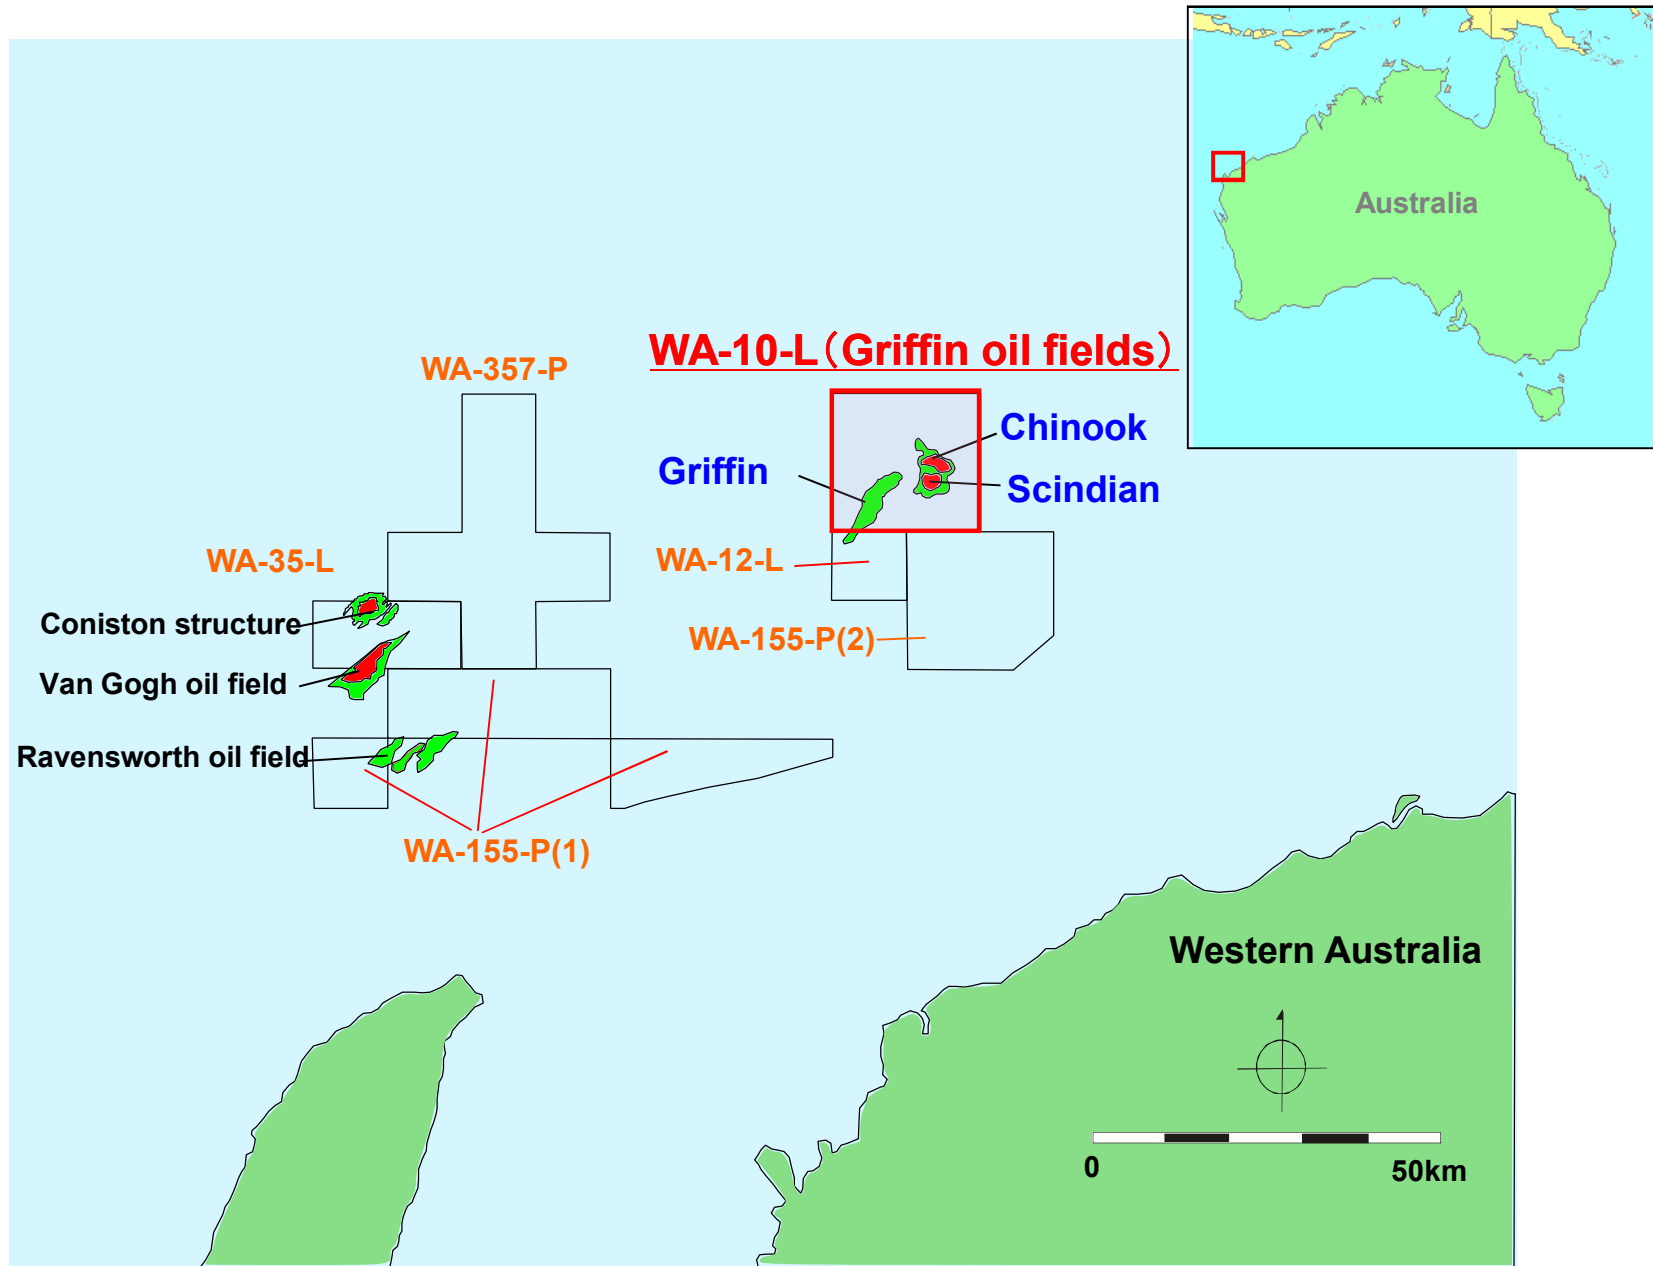 Australia
WA-10-L（Griffin oil fields）
WA-357-P
Chinook
Griffin
Scindian
WA-35-L
WA-12-L
Coniston structure
WA-155-P(2)
Van Gogh oil field
Ravensworth oil field
WA-155-P(1)
Western Australia
0
50km